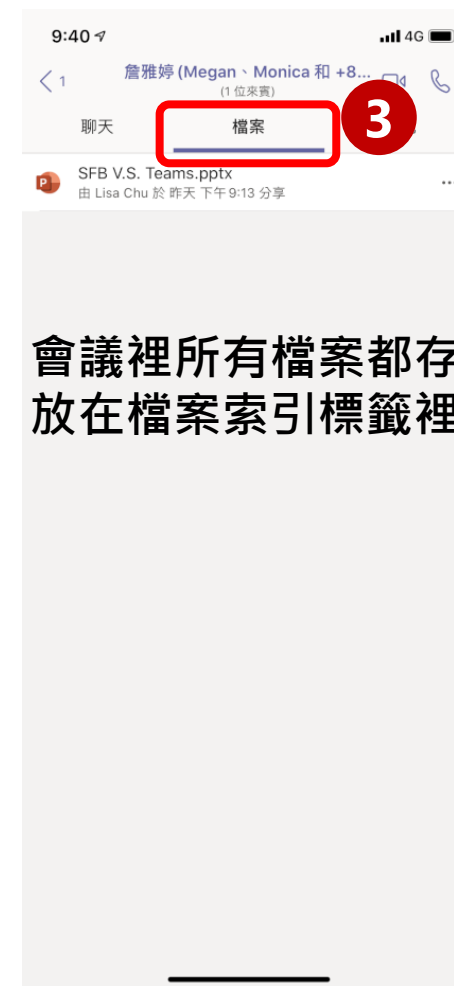 9:40
4G
1
詹雅婷 (Megan、Monica 和 +8...
(1 位來賓)
聊天
檔案
3
SFB V.S. Teams.pptx
由 Lisa Chu 於 昨天 下午 9:13 分享
會議裡所有檔案都存
放在檔案索引標籤裡